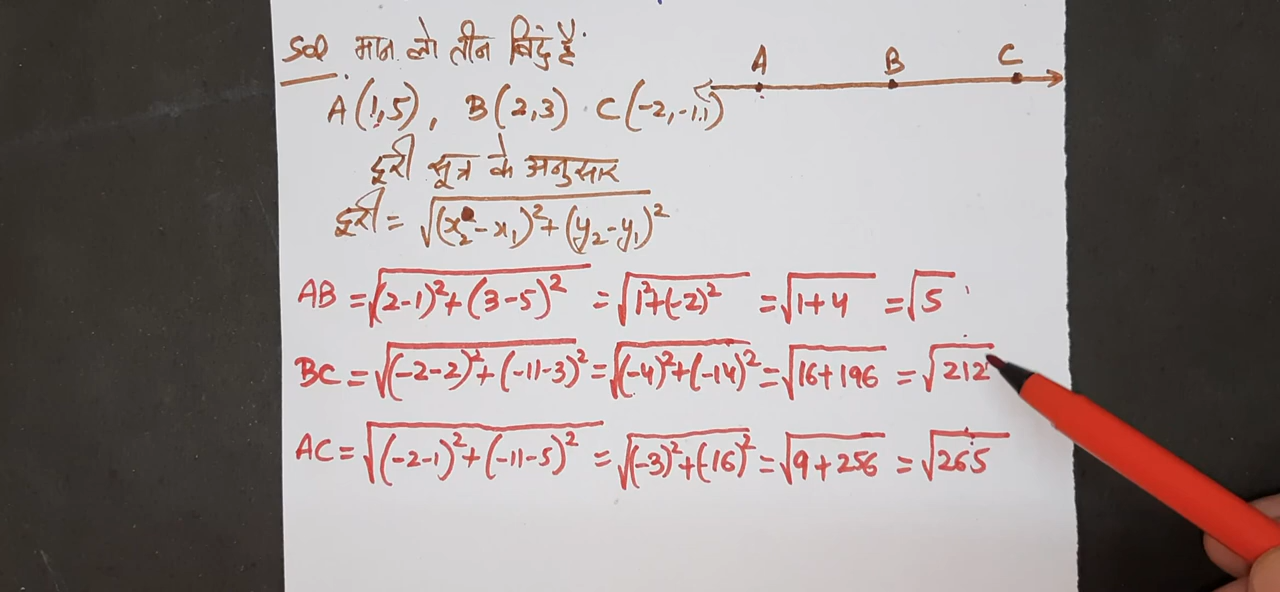 Sol मान लो तीन बिंदु है
A B C
A(1,5), B(2,3) C(-2,-11)
दूरी सूत्र के अनुसार
दूरी = √(x₂-x₁)²+(y₂-y₁)²
AB = √(2-1)²+(3-5)² = √1²+(-2)² = √1+4 = √5
BC = √(-2-2)²+(-11-3)² = √(-4)²+(-14)² = √16+196 = √212
AC = √(-2-1)²+(-11-5)² = √(-3)²+(-16)² = √9+256 = √265